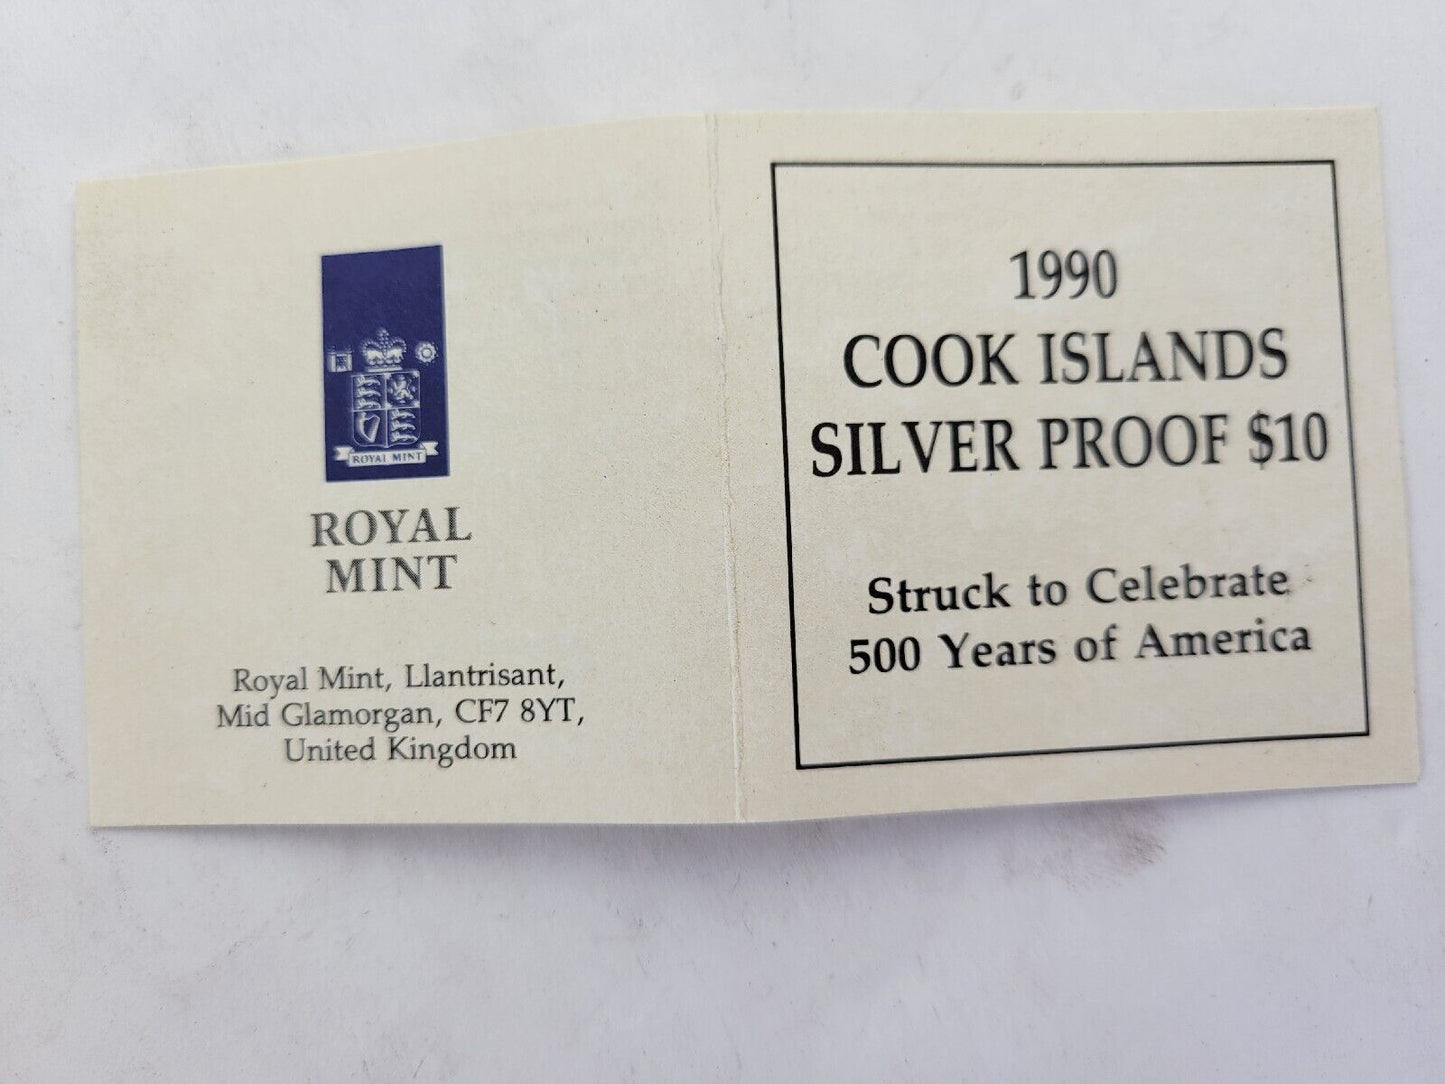 ROYAL MINT
ROYAL
MINT
Royal Mint, Llantrisant,
Mid Glamorgan, CF7 8YT,
United Kingdom
1990
COOK ISLANDS
SILVER PROOF $10
Struck to Celebrate
500 Years of America